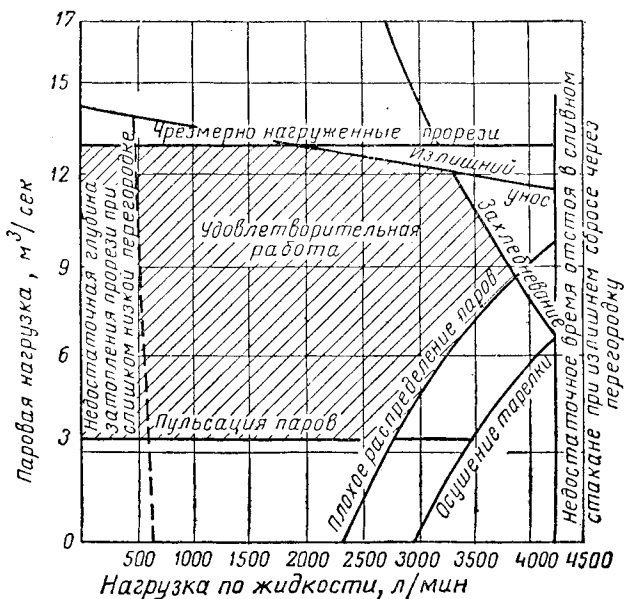 17
15
12
9
6
3
0
Паровая нагрузка, м³/сек
Чрезмерно нагруженные прорези
Излишний
унос
Удовлетворительная
работа
Недостаточная глубина
затопления прорези при
слишком низкой перегородке
Захлебневание
Плохое распределение паров
Осушение тарелки
Пульсация паров
Недостаточное время отстоя в сливном
стакане при излишнем сбросе через
перегородку
500 1000 1500 2000 2500 3000 3500 4000 4500
Нагрузка по жидкости, л/мин